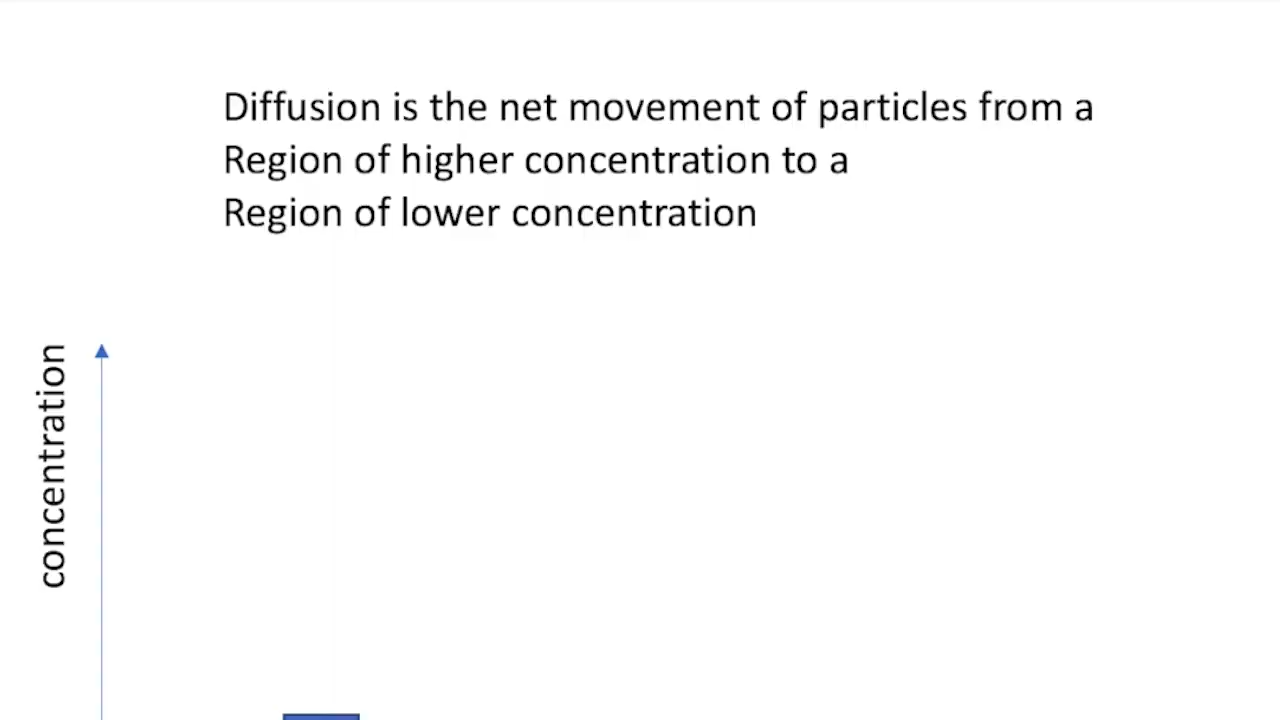 Diffusion is the net movement of particles from a
Region of higher concentration to a
Region of lower concentration
concentration